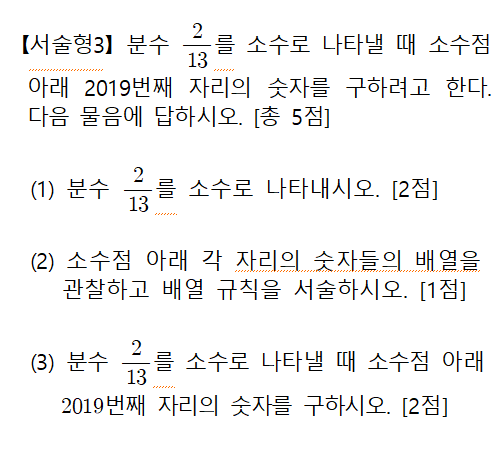 【서술형3】 분수 2/13를 소수로 나타낼 때 소수점
아래 2019번째 자리의 숫자를 구하려고 한다.
다음 물음에 답하시오. [총 5점]
(1) 분수 2/13를 소수로 나타내시오. [2점]
(2) 소수점 아래 각 자리의 숫자들의 배열을
관찰하고 배열 규칙을 서술하시오. [1점]
(3) 분수 2/13를 소수로 나타낼 때 소수점 아래
2019번째 자리의 숫자를 구하시오. [2점]